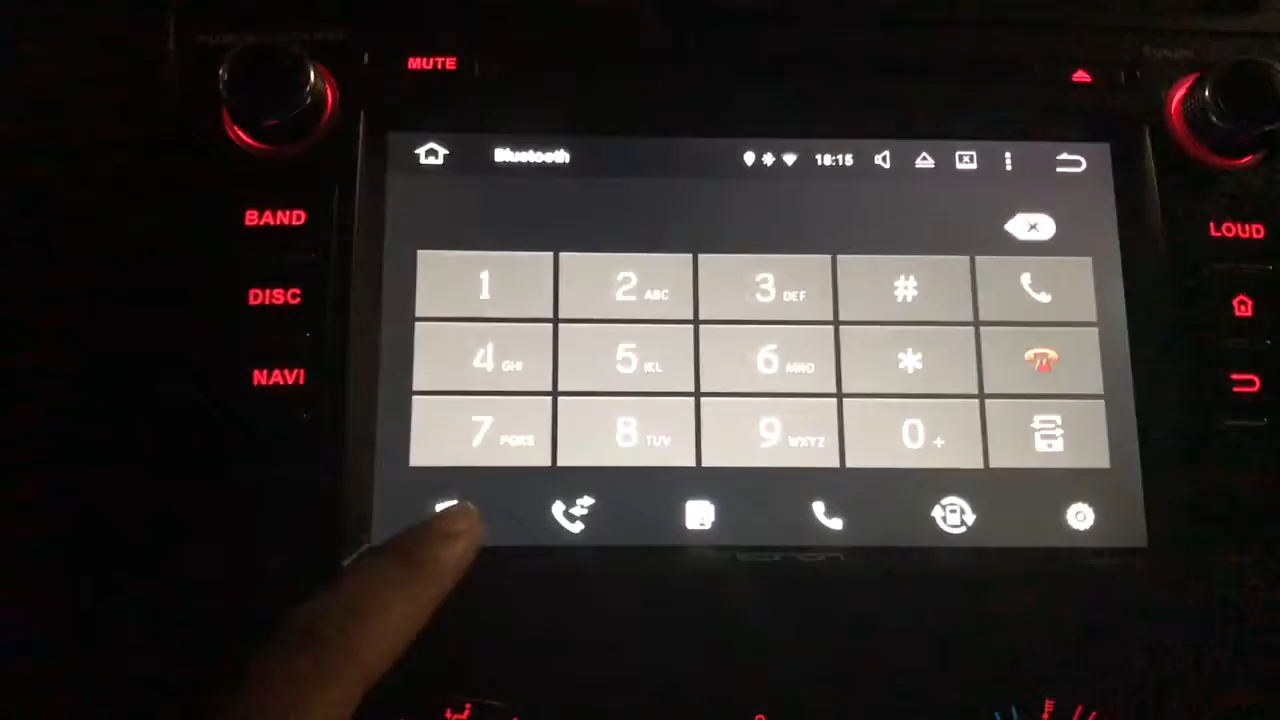 MUTE
Bluetooth
18:15
BAND
LOUD
1
2 ABC
3 DEF
#
DISC
4 GHI
5 JKL
6 MNO
*
NAVI
7 PQRS
8 TUV
9 WXYZ
0 +